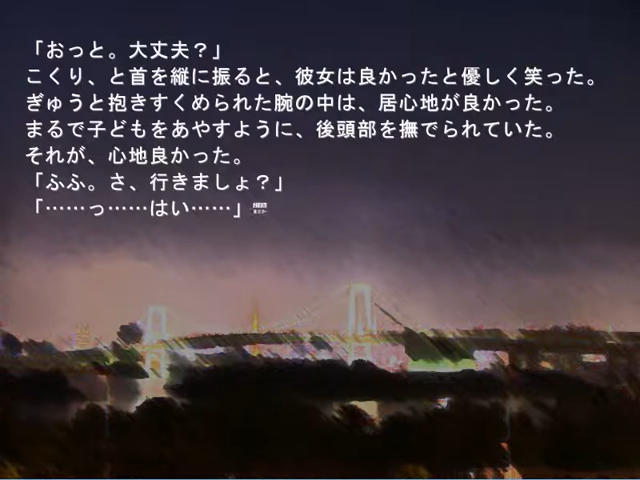 「おっと。大丈夫？」
こくり、と首を縦に振ると、彼女は良かったと優しく笑った。
ぎゅうと抱きすくめられた腕の中は、居心地が良かった。
まるで子どもをあやすように、後頭部を撫でられていた。
それが、心地良かった。
「ふふ。さ、行きましょ？」
「……っ……はい……」